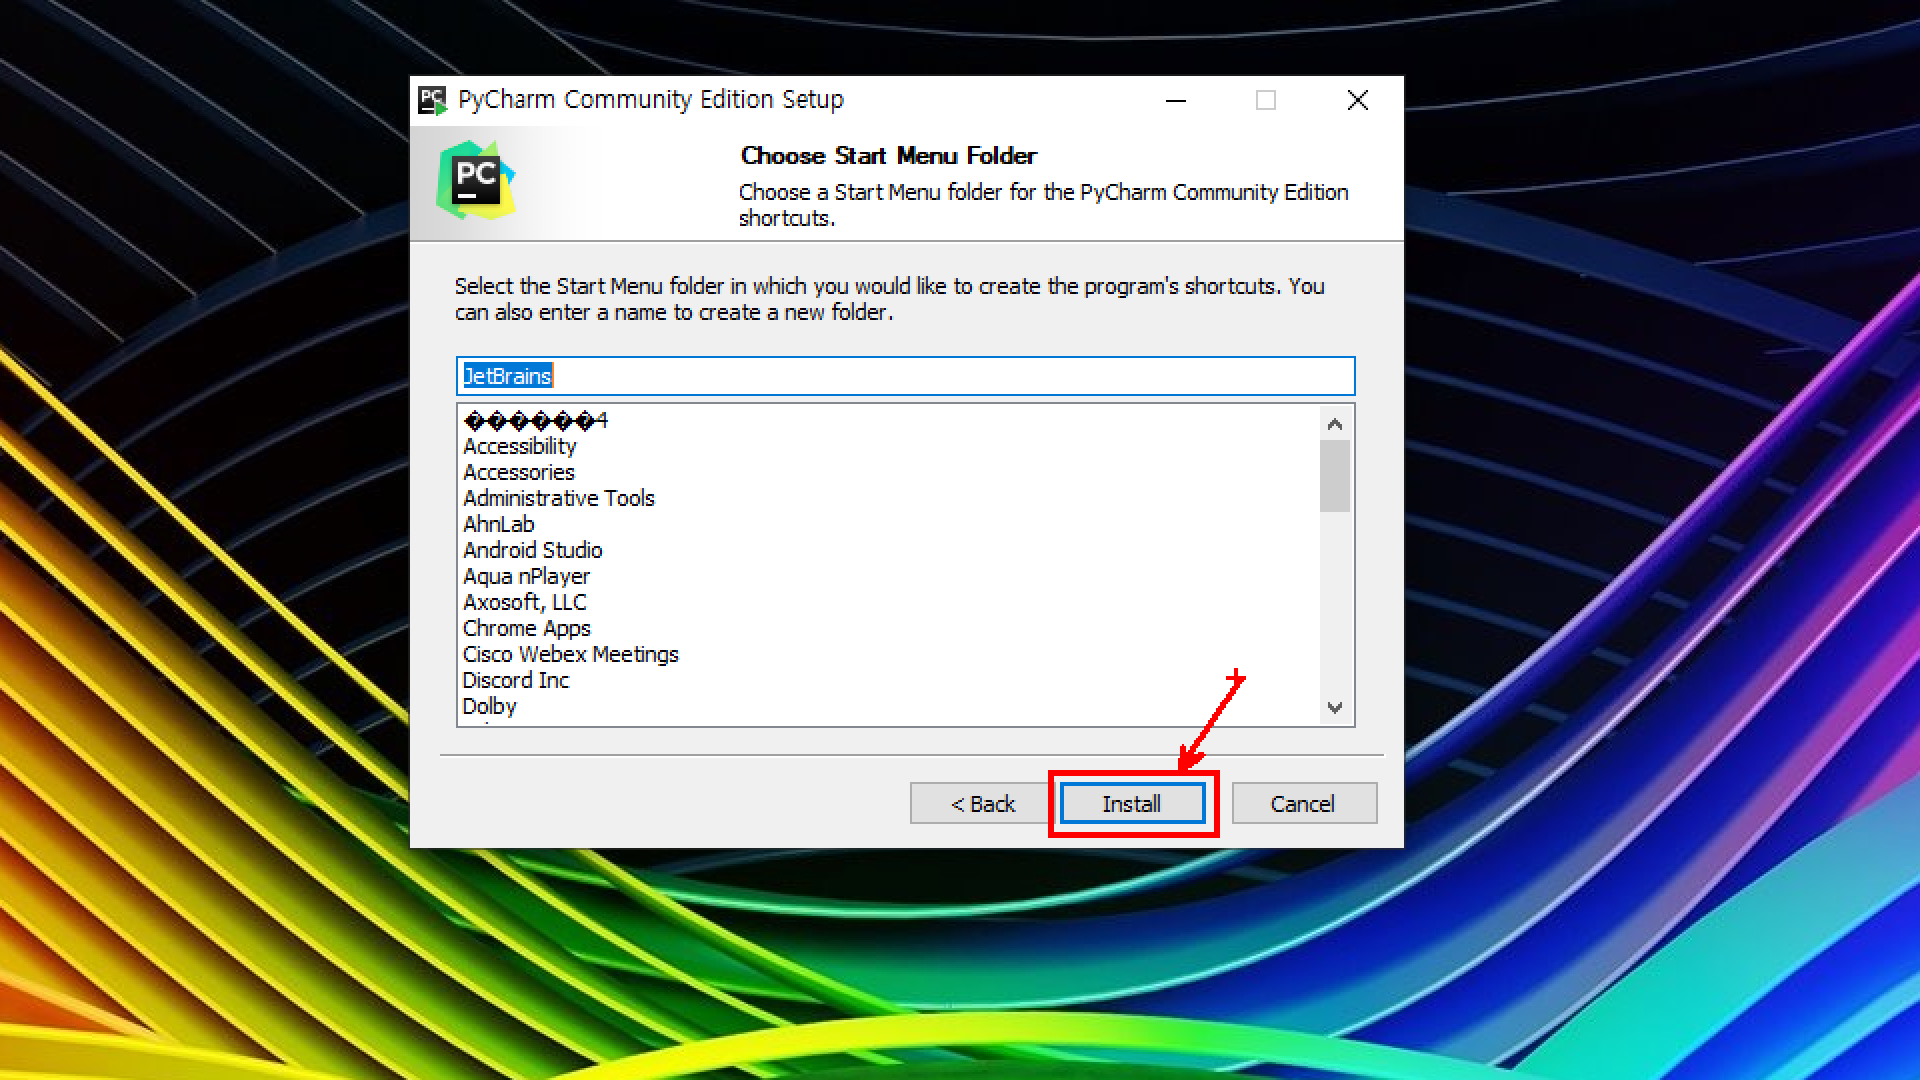 PyCharm Community Edition Setup
PC
Choose Start Menu Folder
Choose a Start Menu folder for the PyCharm Community Edition
shortcuts.
Select the Start Menu folder in which you would like to create the program's shortcuts. You
can also enter a name to create a new folder.
JetBrains
������4
Accessibility
Accessories
Administrative Tools
AhnLab
Android Studio
Aqua nPlayer
Axosoft, LLC
Chrome Apps
Cisco Webex Meetings
Discord Inc
Dolby
< Back
Install
Cancel